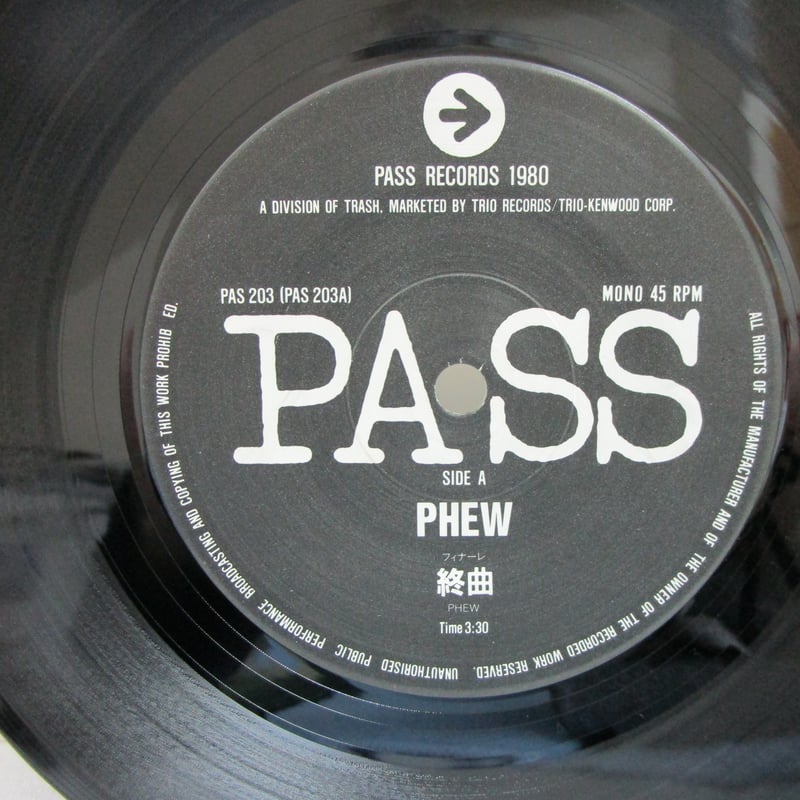 PASS RECORDS 1980
A DIVISION OF TRASH. MARKETED BY TRIO RECORDS/TRIO-KENWOOD CORP.
PAS 203 (PAS 203A)
MONO 45 RPM
PASS
SIDE A
PHEW
フィナーレ
終曲
PHEW
Time 3:30
ALL RIGHTS OF THE MANUFACTURER AND OF THE OWNER OF THE RECORDED WORK RESERVED. UNAUTHORISED PUBLIC PERFORMANCE BROADCASTING AND COPYING OF THIS WORK PROHIB ED.